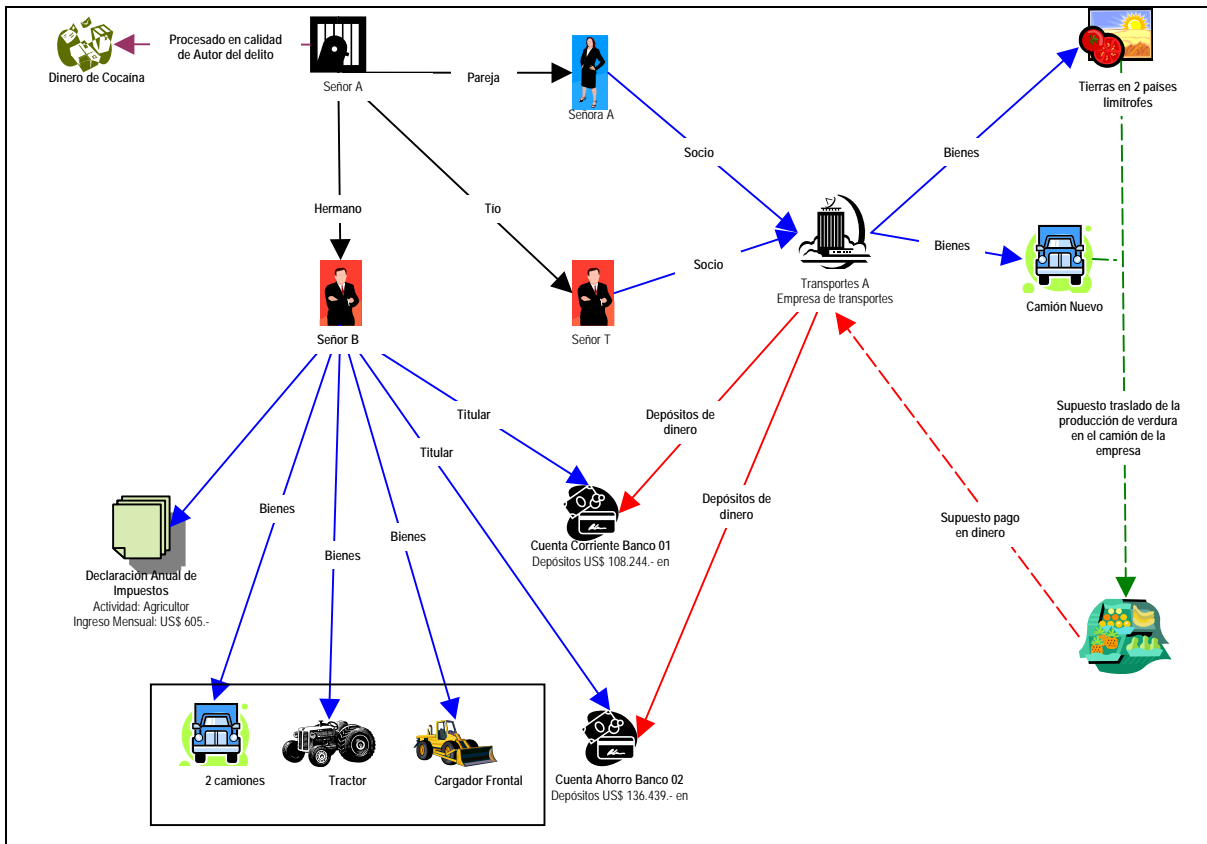 Procesado en calidad
de Autor del delito
Dinero de Cocaína
Señor A
Pareja
Señora A
Tierras en 2 países
limítrofes
Socio
Bienes
Hermano
Tío
Socio
Bienes
Transportes A
Empresa de transportes
Camión Nuevo
Señor B
Señor T
Titular
Depósitos de
dinero
Supuesto traslado de la
producción de verdura
en el camión de la
empresa
Titular
Depósitos de
dinero
Bienes
Bienes
Bienes
Supuesto pago
en dinero
Cuenta Corriente Banco 01
Depósitos US$ 108.244.- en
Declaración Anual de
Impuestos
Actividad: Agricultor
Ingreso Mensual: US$ 605.-
2 camiones
Tractor
Cargador Frontal
Cuenta Ahorro Banco 02
Depósitos US$ 136.439.- en